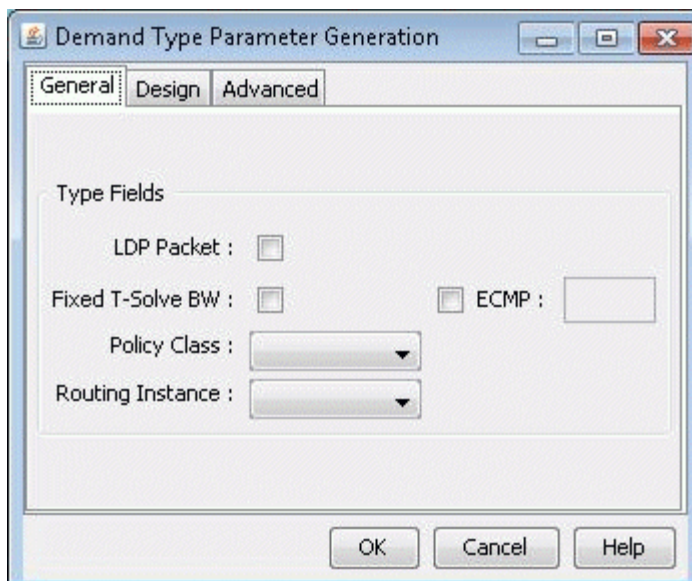 Demand Type Parameter Generation
General Design Advanced
Type Fields
LDP Packet :
Fixed T-Solve BW : ECMP :
Policy Class :
Routing Instance :
OK Cancel Help